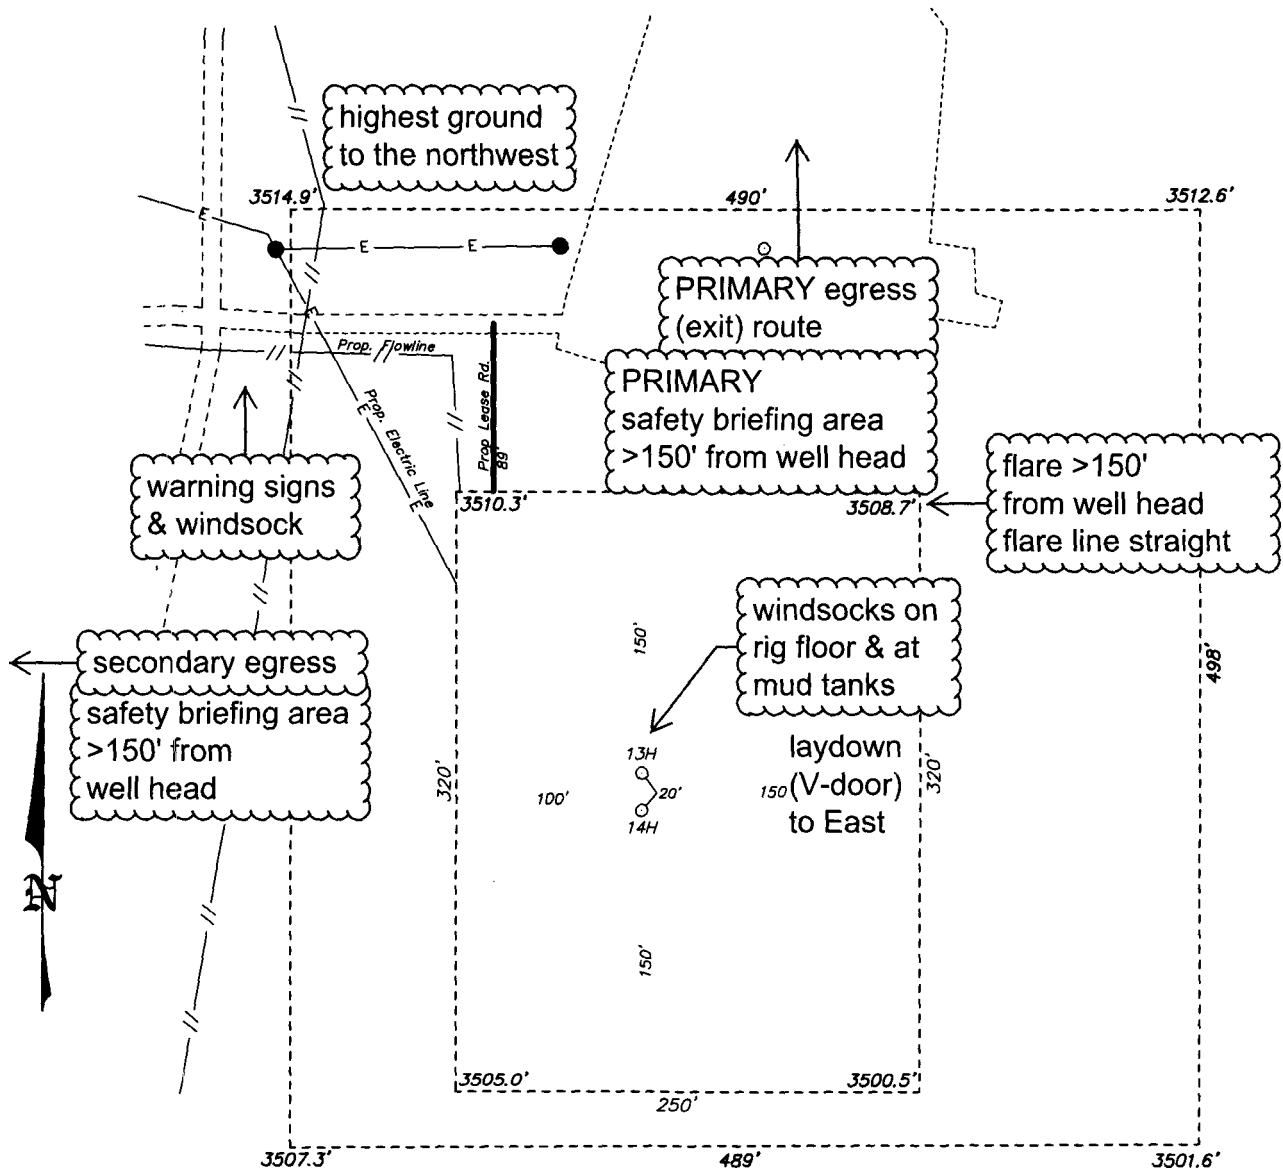 highest ground
to the northwest
3514.9'
490'
3512.6'
E
E
E
PRIMARY egress
(exit) route
E
Prop. Flowline
PRIMARY
safety briefing area
>150' from well head
Prop. Electric Line
E
E
Prop Lease Rd.
89'
warning signs
& windsock
3510.3'
3508.7'
flare >150'
from well head
flare line straight
windsocks on
rig floor & at
mud tanks
150'
498'
secondary egress
safety briefing area
>150' from
well head
320'
100'
13H
20'
14H
laydown
150 (V-door)
to East
320'
N
150'
3505.0'
3500.5'
250'
3507.3'
489'
3501.6'